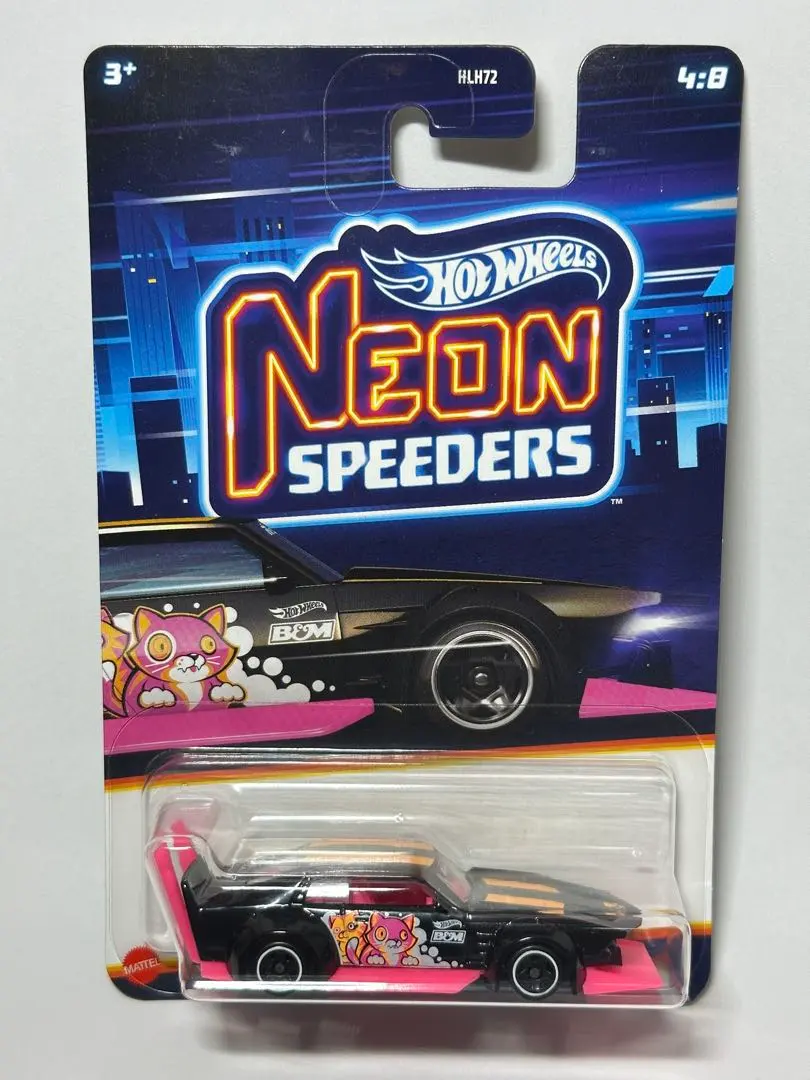 3+
HLH72
4:8
Hot Wheels
NEON
SPEEDERS
™
HOT WHEELS
B&M
B&M
MATTEL